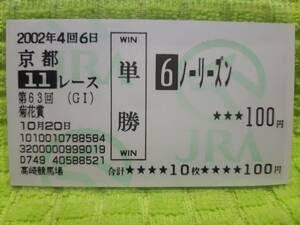 2002年4回6日
京都
11レース
第63回 (GI)
菊花賞
10月20日
1010010788584
3200000999019
0749 40588521
高崎競馬場
WIN
単勝
WIN
6 ノーリーズン
***100円
合計****10枚****100円
JRA